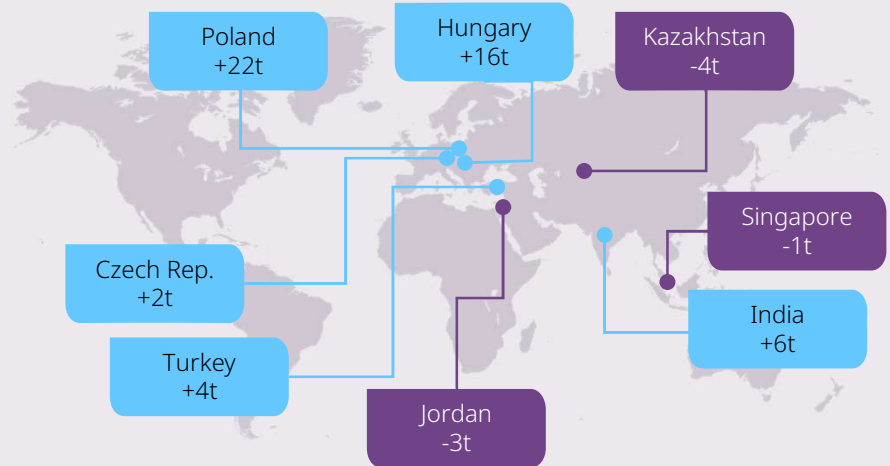 Poland
+22t
Hungary
+16t
Kazakhstan
-4t
Singapore
-1t
Czech Rep.
+2t
India
+6t
Turkey
+4t
Jordan
-3t